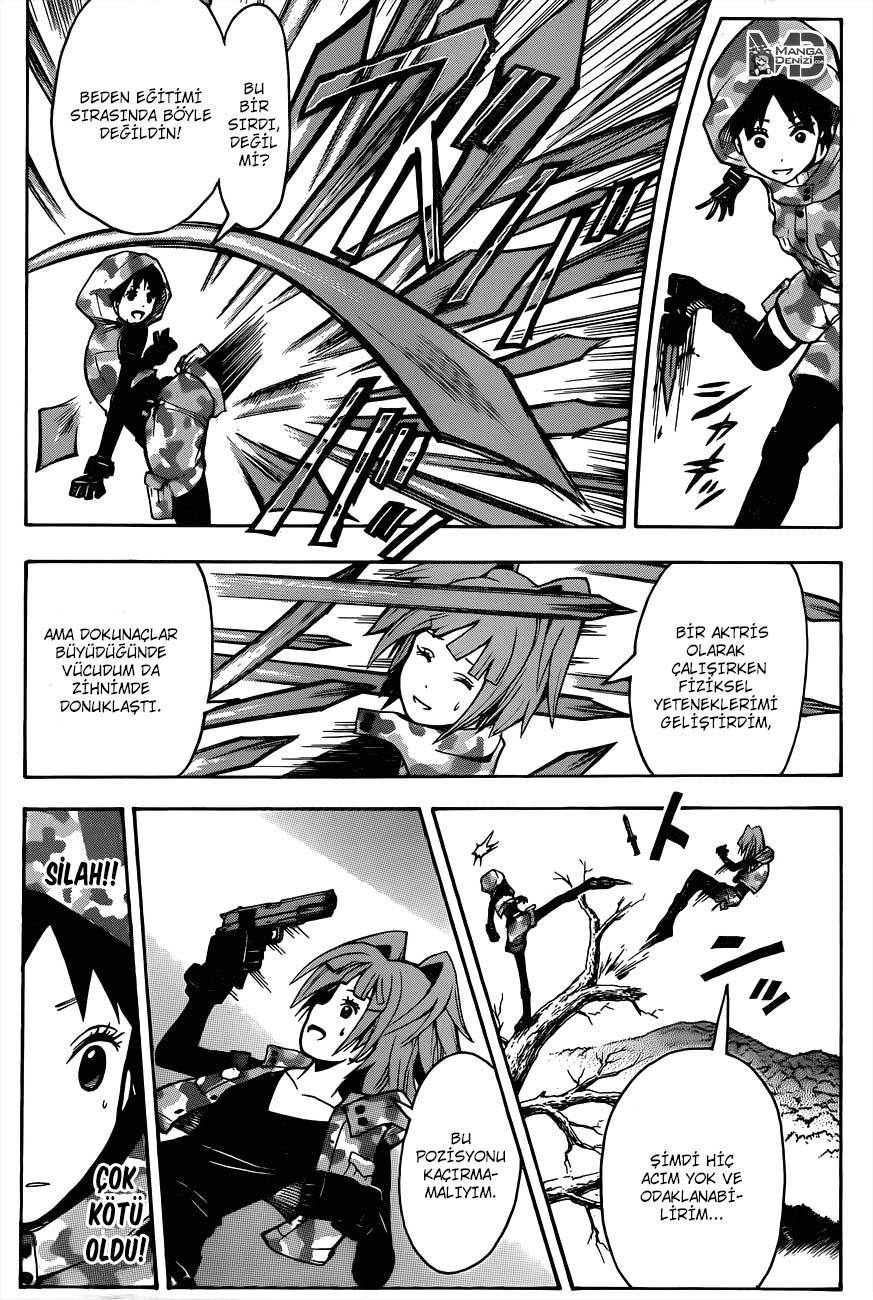 MANGA
DENİZİ.com
BU
BİR
SIRDI,
DEĞİL
Mİ?
BEDEN EĞİTİMİ
SIRASINDA BÖYLE
DEĞİLDİN!
BİR AKTRİS
OLARAK
ÇALIŞIRKEN
FİZİKSEL
YETENEKLERİMİ
GELİŞTİRDİM,
AMA DOKUNAÇLAR
BÜYÜDÜĞÜNDE
VÜCUDUM DA
ZİHNİMDE
DONUKLAŞTI.
ŞİMDİ HİÇ
ACIM YOK VE
ODAKLANABİ-
LİRİM...
BU
POZİSYONU
KAÇIRMA-
MALIYIM.
SİLAH!!
ÇOK
KÖTÜ
OLDU!